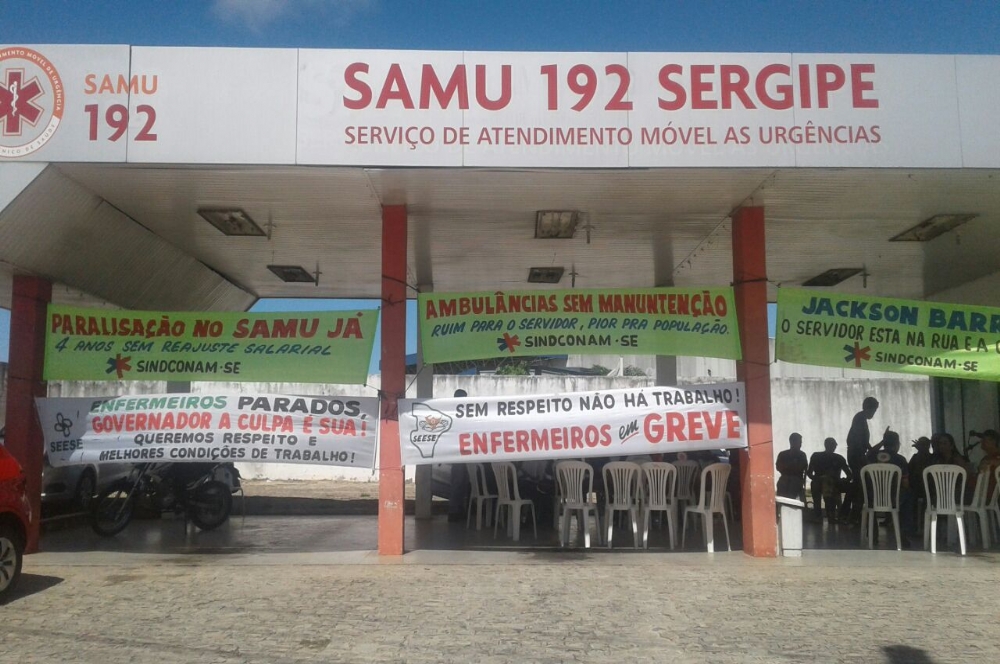 SAMU
192
SAMU 192 SERGIPE
SERVIÇO DE ATENDIMENTO MÓVEL AS URGÊNCIAS
PARALISAÇÃO NO SAMU JÁ
4 ANOS SEM REAJUSTE SALARIAL
SINDCONAM-SE
AMBULÂNCIAS SEM MANUNTENÇÃO
RUIM PARA O SERVIDOR, PIOR PRA POPULAÇÃO.
SINDCONAM-SE
JACKSON
O SERVIDOR ESTA NA RUA E A
SINDCONAM-SE
SEESE
ENFERMEIROS PARADOS,
GOVERNADOR A CULPA É SUA!
QUEREMOS RESPEITO E
MELHORES CONDIÇÕES DE TRABALHO!
SEESE
SEM RESPEITO NÃO HÁ TRABALHO!
ENFERMEIROS em GREVE